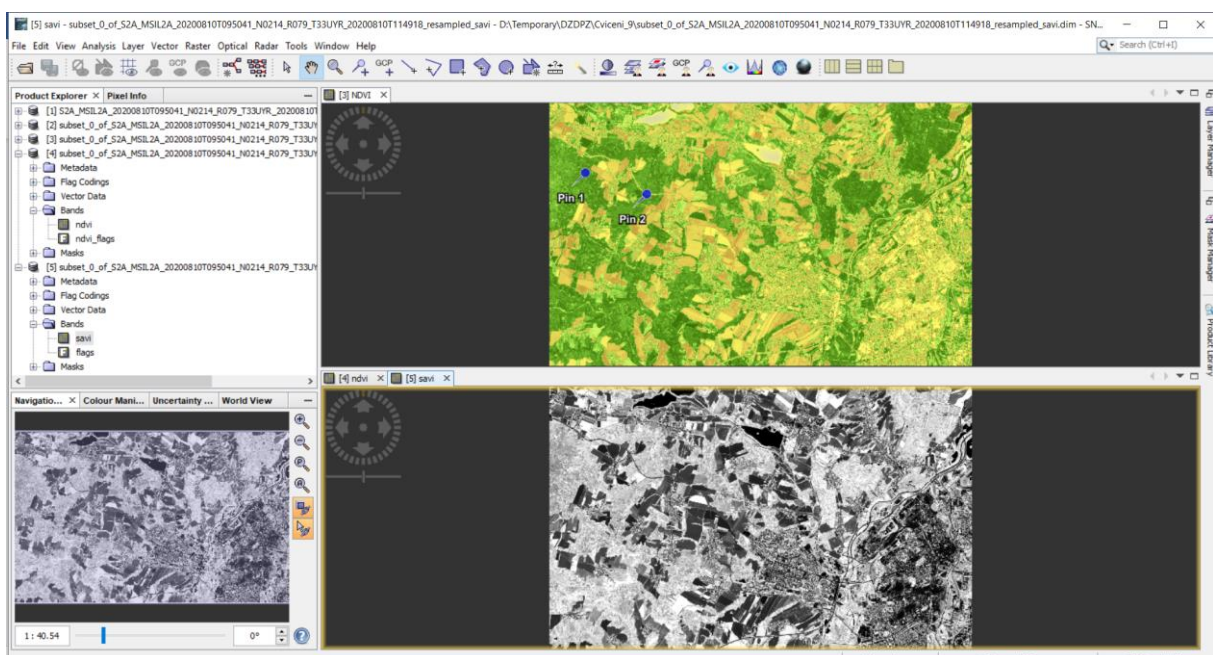 [5] savi - subset_0_of_S2A_MSIL2A_20200810T095041_N0214_R079_T33UYR_20200810T114918_resampled_savi - D:\Temporary\DZDPZ\Cviceni_9\subset_0_of_S2A_MSIL2A_20200810T095041_N0214_R079_T33UYR_20200810T114918_resampled_savi.dim - SN...
File Edit View Analysis Layer Vector Raster Optical Radar Tools Window Help
Search (Ctrl+I)
GCP GCP GCP
Product Explorer × Pixel Info
[3] NDVI ×
[1] S2A_MSIL2A_20200810T095041_N0214_R079_T33UYR_20200810T
[2] subset_0_of_S2A_MSIL2A_20200810T095041_N0214_R079_T33UY
[3] subset_0_of_S2A_MSIL2A_20200810T095041_N0214_R079_T33UY
[4] subset_0_of_S2A_MSIL2A_20200810T095041_N0214_R079_T33UY
Metadata
Flag Codings
Vector Data
Bands
ndvi
ndvi_flags
Masks
[5] subset_0_of_S2A_MSIL2A_20200810T095041_N0214_R079_T33UY
Metadata
Flag Codings
Vector Data
Bands
savi
flags
Masks
Pin 1
Pin 2
Layer Manager
Mask Manager
Product Library
[4] ndvi × [5] savi ×
Navigatio... × Colour Mani... Uncertainty ... World View
1 : 40.54
0°